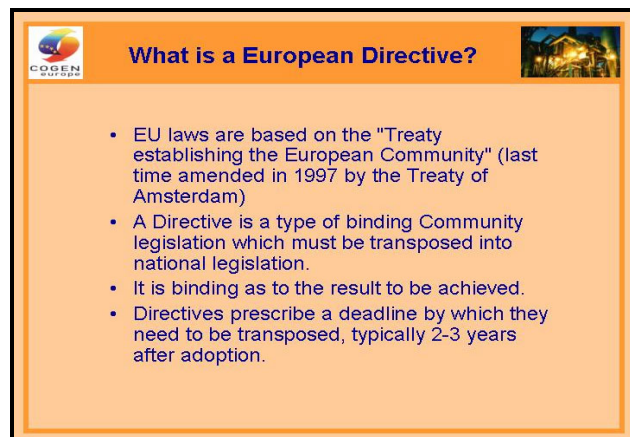 COGEN
europe
What is a European Directive?
• EU laws are based on the "Treaty
establishing the European Community" (last
time amended in 1997 by the Treaty of
Amsterdam)
• A Directive is a type of binding Community
legislation which must be transposed into
national legislation.
• It is binding as to the result to be achieved.
• Directives prescribe a deadline by which they
need to be transposed, typically 2-3 years
after adoption.